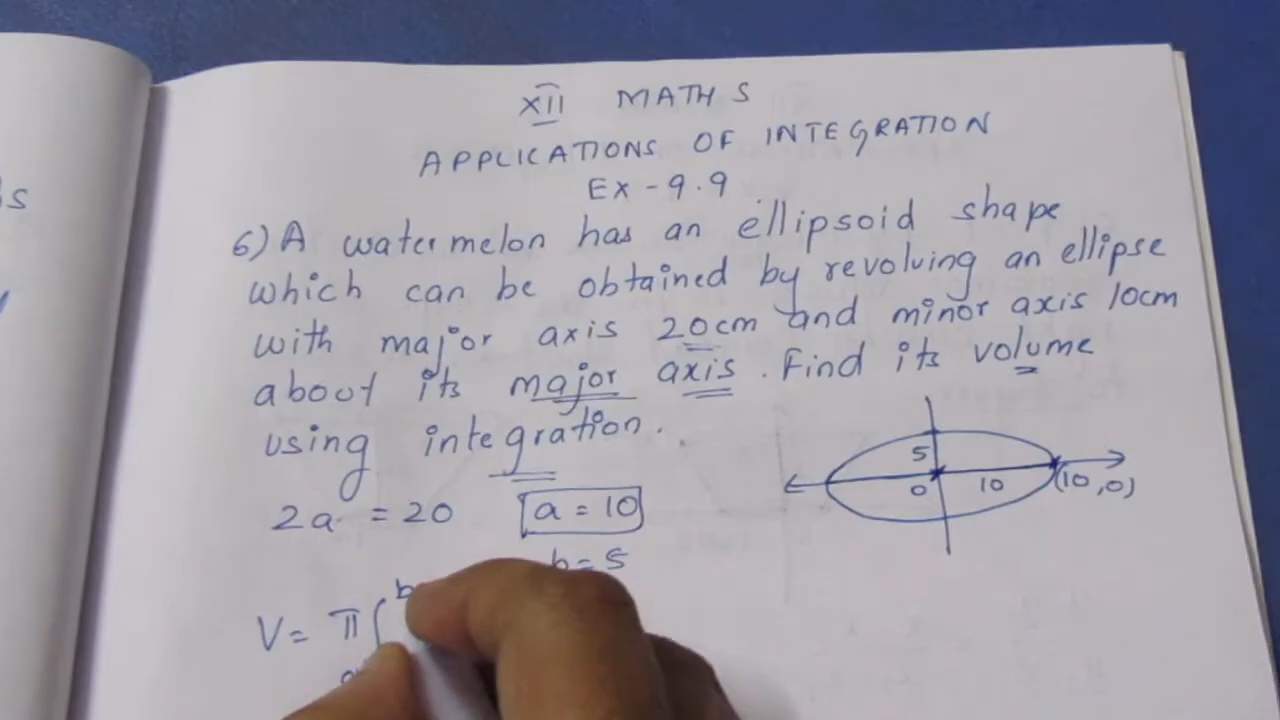 XII MATHS
APPLICATIONS OF INTEGRATION
EX - 9.9
6) A watermelon has an ellipsoid shape
which can be obtained by revolving an ellipse
with major axis 20cm and minor axis 10cm
about its major axis. Find its volume
using integration.
5
0 10 (10,0)
2a = 20 a = 10
b = 5
V = π∫ b